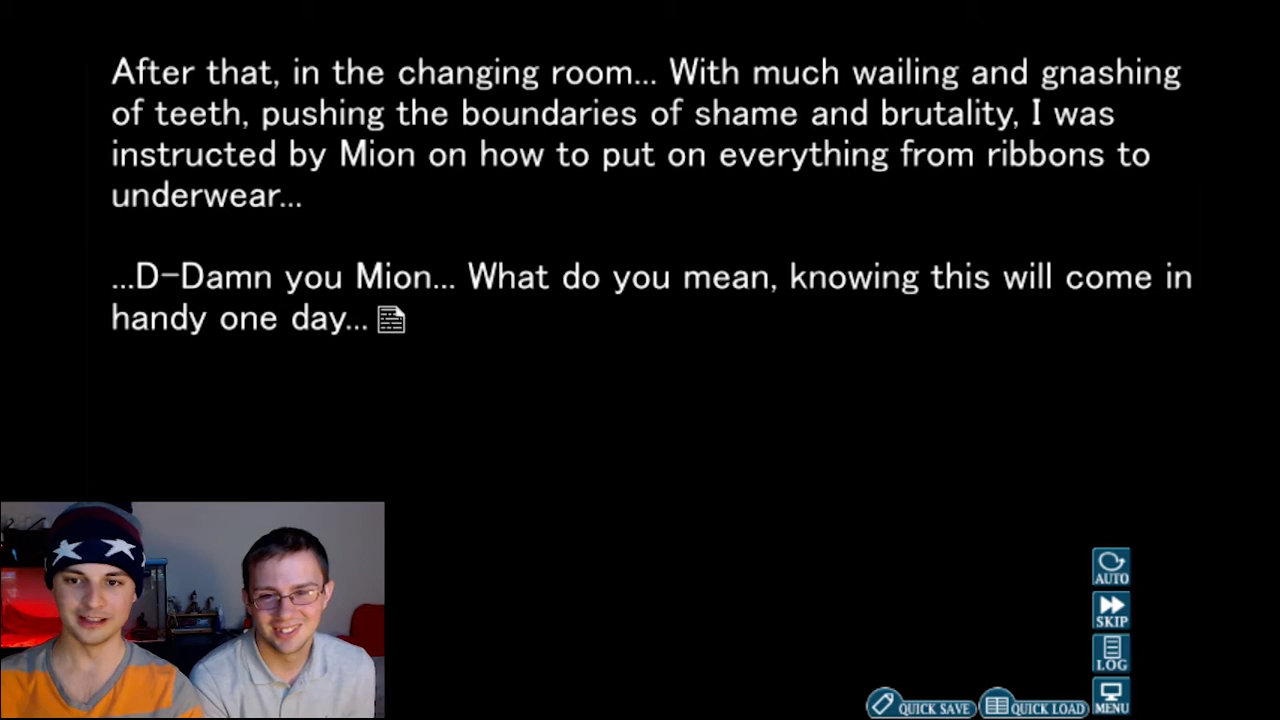 After that, in the changing room... With much wailing and gnashing
of teeth, pushing the boundaries of shame and brutality, I was
instructed by Mion on how to put on everything from ribbons to
underwear...
...D-Damn you Mion... What do you mean, knowing this will come in
handy one day...
AUTO
SKIP
LOG
MENU
QUICK SAVE
QUICK LOAD